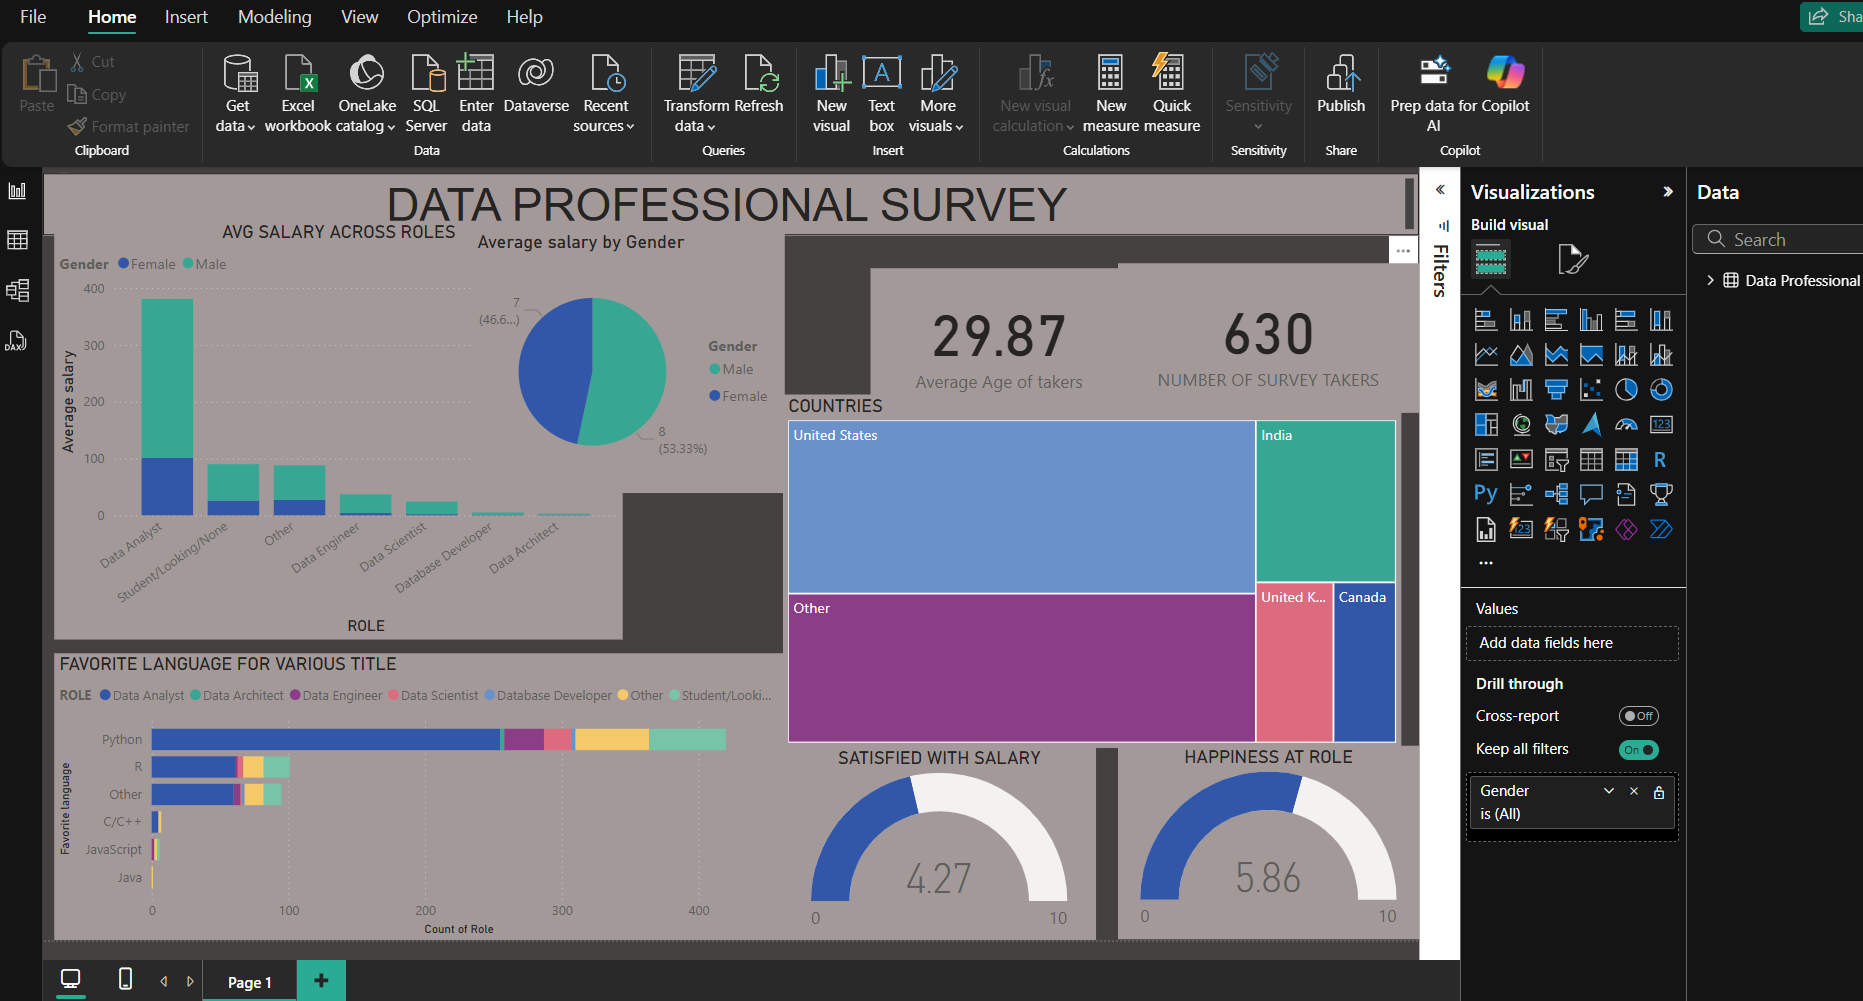 File Home Insert Modeling View Optimize Help
Paste
Cut
Copy
Format painter
Clipboard
Get data
Excel workbook
OneLake catalog
SQL Server
Enter data
Dataverse
Recent sources
Data
Transform data
Refresh
Queries
New visual
Text box
More visuals
Insert
New visual calculation
New measure
Quick measure
Calculations
Sensitivity
Sensitivity
Publish
Share
Prep data for AI
Copilot
Copilot
DATA PROFESSIONAL SURVEY
AVG SALARY ACROSS ROLES
Gender Female Male
400
300
200
100
0
Average salary
Data Analyst
Student/Looking/None
Other
Data Engineer
Data Scientist
Database Developer
Data Architect
ROLE
Average salary by Gender
7
(46.6...)
8
(53.33%)
Gender
Male
Female
29.87
Average Age of takers
630
NUMBER OF SURVEY TAKERS
COUNTRIES
United States
India
Other
United K...
Canada
FAVORITE LANGUAGE FOR VARIOUS TITLE
ROLE Data Analyst Data Architect Data Engineer Data Scientist Database Developer Other Student/Looki...
Favorite language
Python
R
Other
C/C++
JavaScript
Java
0 100 200 300 400
Count of Role
SATISFIED WITH SALARY
4.27
0 10
HAPPINESS AT ROLE
5.86
0 10
Filters
Visualizations
Build visual
123
R
Py
123
Values
Add data fields here
Drill through
Cross-report Off
Keep all filters On
Gender
is (All)
Data
Search
Data Professional
DAX
Page 1